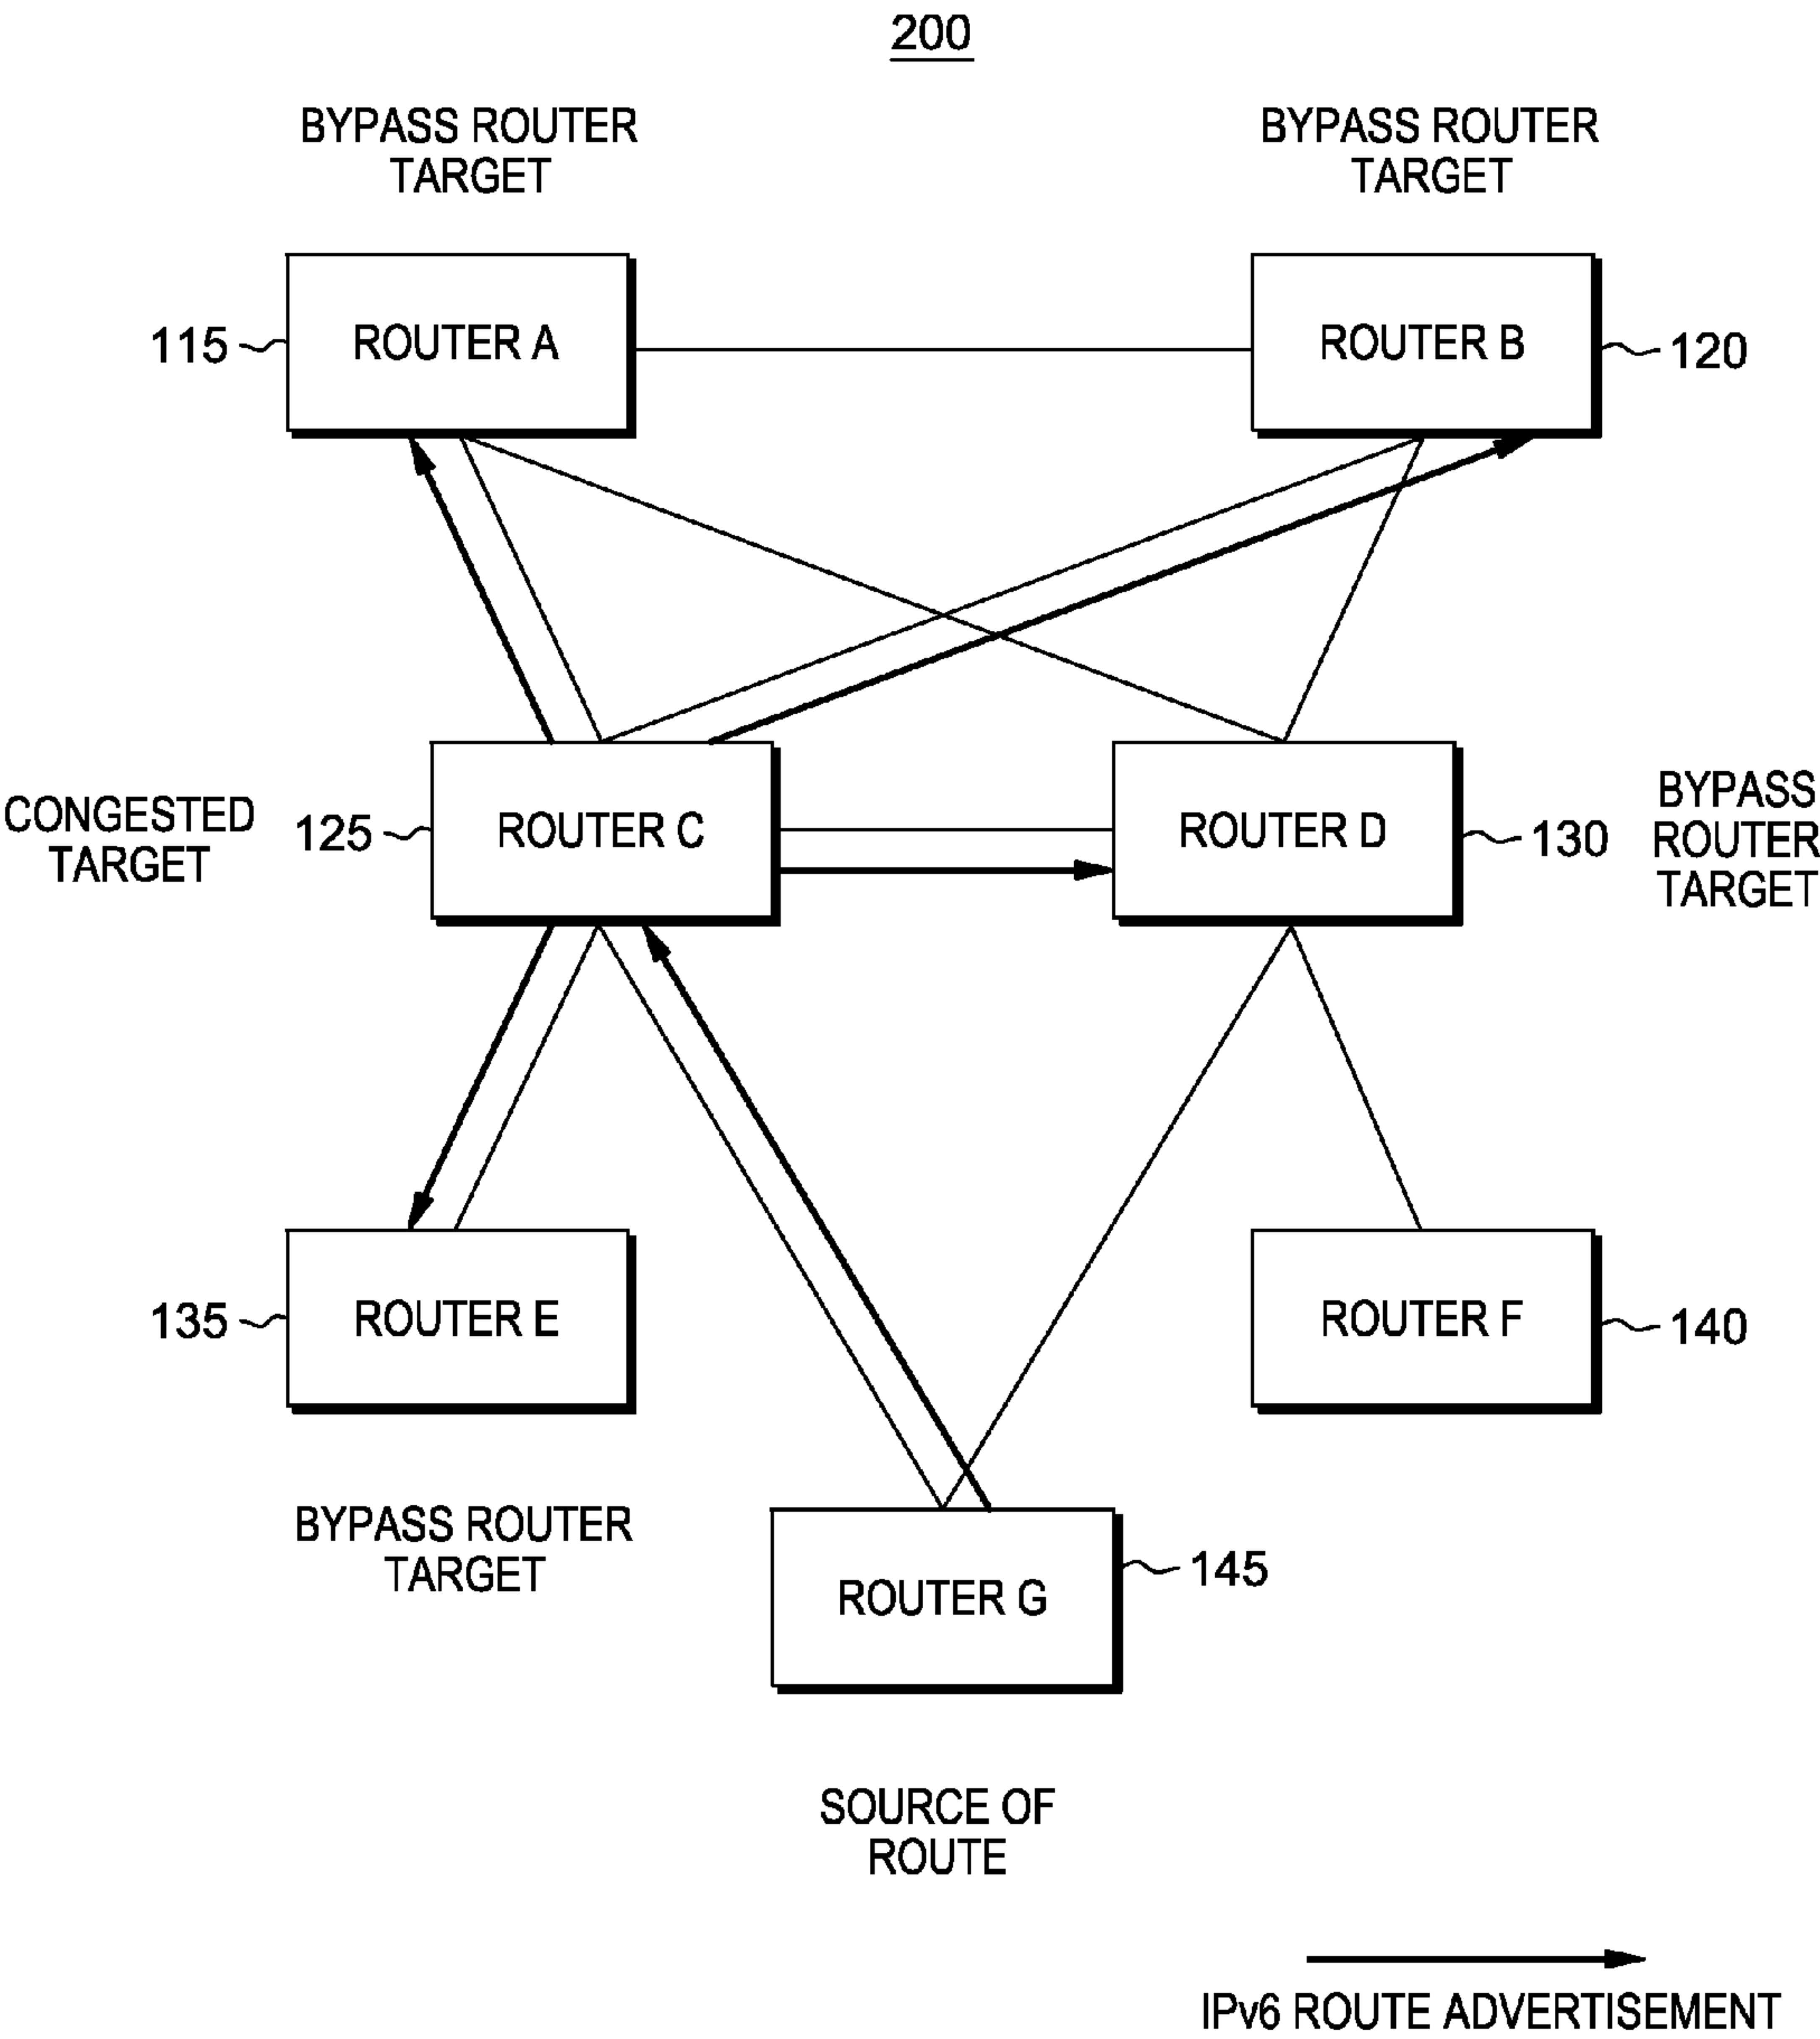 200
BYPASS ROUTER
TARGET
BYPASS ROUTER
TARGET
115
ROUTER A
ROUTER B
120
CONGESTED
TARGET
125
ROUTER C
ROUTER D
130
BYPASS
ROUTER
TARGET
135
ROUTER E
ROUTER F
140
BYPASS ROUTER
TARGET
ROUTER G
145
SOURCE OF
ROUTE
IPv6 ROUTE ADVERTISEMENT